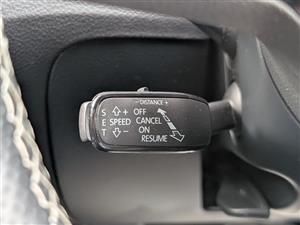 - DISTANCE +
S + OFF
E SPEED CANCEL
T - ON
RESUME